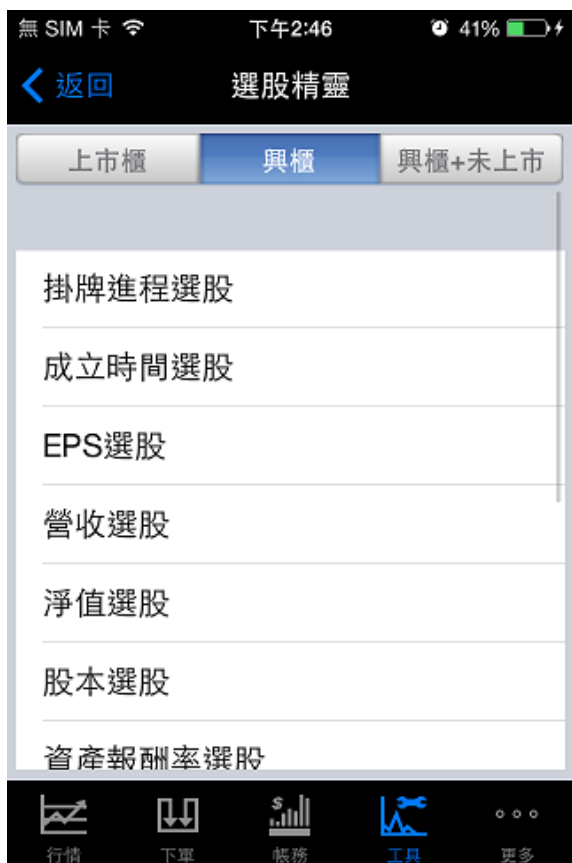 無 SIM 卡 下午2:46 41%
返回 選股精靈
上市櫃 興櫃 興櫃+未上市
掛牌進程選股
成立時間選股
EPS選股
營收選股
淨值選股
股本選股
資產報酬率選股
行情 下單 帳務 工具 更多